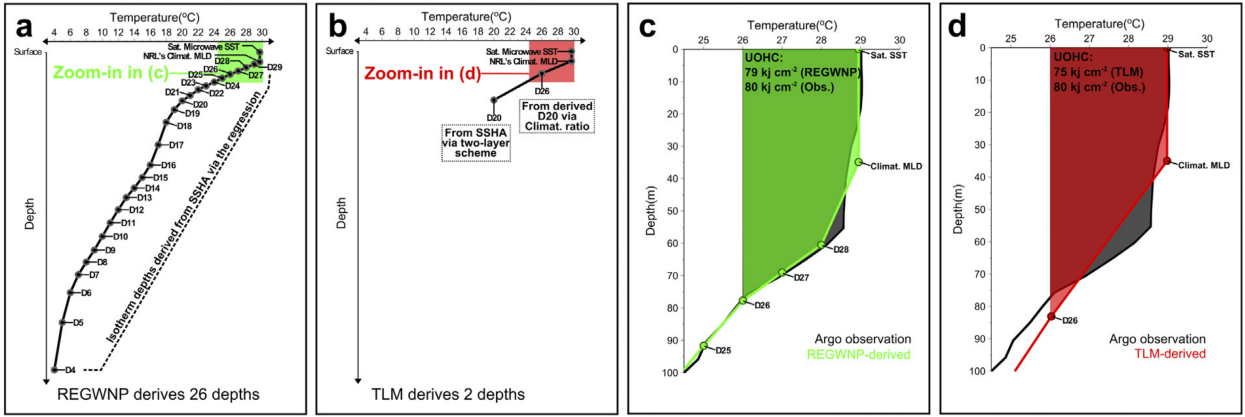 a
Temperature(ºC)
4 6 8 10 12 14 16 18 20 22 24 26 28 30
Surface
Sat. Microwave SST
NRL's Climat. MLD
Zoom-in in (c)
D29
D28
D27
D26
D25
D24
D23
D22
D21
D20
D19
D18
D17
D16
D15
D14
D13
D12
D11
D10
D9
D8
D7
D6
D5
D4
Depth
Isotherm depths derived from SSHA via the regression
REGWNP derives 26 depths
b
Temperature(ºC)
4 6 8 10 12 14 16 18 20 22 24 26 28 30
Surface
Sat. Microwave SST
NRL's Climat. MLD
Zoom-in in (d)
D26
D20
From derived
D20 via
Climat. ratio
From SSHA
via two-layer
scheme
Depth
TLM derives 2 depths
c
Temperature(ºC)
25 26 27 28 29 30
Sat. SST
UOHC:
79 kj cm-2 (REGWNP)
80 kj cm-2 (Obs.)
0
10
20
30
40
50
60
70
80
90
100
Depth(m)
Climat. MLD
D28
D27
D26
D25
Argo observation
REGWNP-derived
d
Temperature(ºC)
25 26 27 28 29 30
Sat. SST
UOHC:
75 kj cm-2 (TLM)
80 kj cm-2 (Obs.)
0
10
20
30
40
50
60
70
80
90
100
Depth(m)
Climat. MLD
D26
Argo observation
TLM-derived